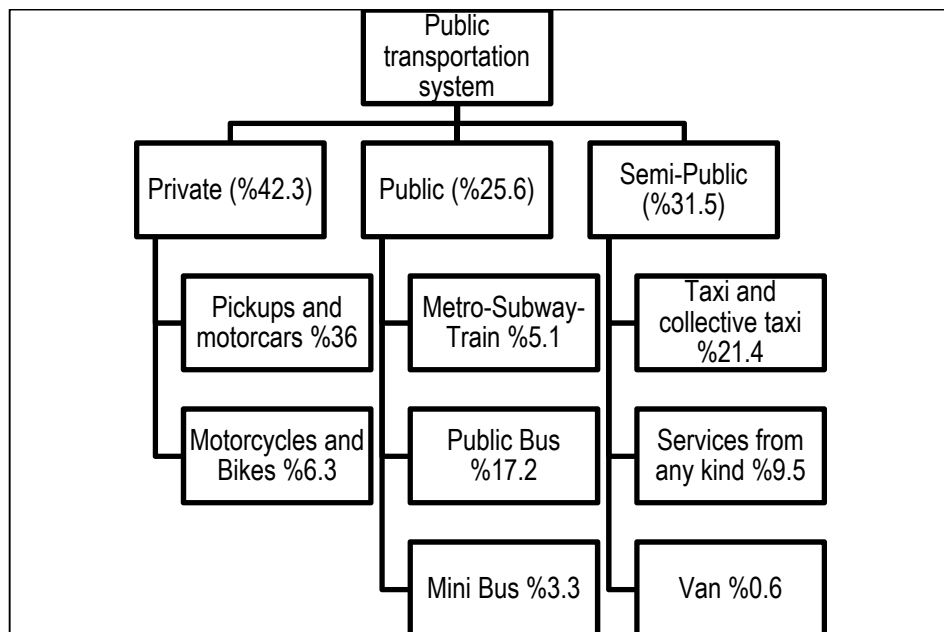 Public
transportation
system
Private (%42.3)
Public (%25.6)
Semi-Public
(%31.5)
Pickups and
motorcars %36
Metro-Subway-
Train %5.1
Taxi and
collective taxi
%21.4
Motorcycles and
Bikes %6.3
Public Bus
%17.2
Services from
any kind %9.5
Mini Bus %3.3
Van %0.6